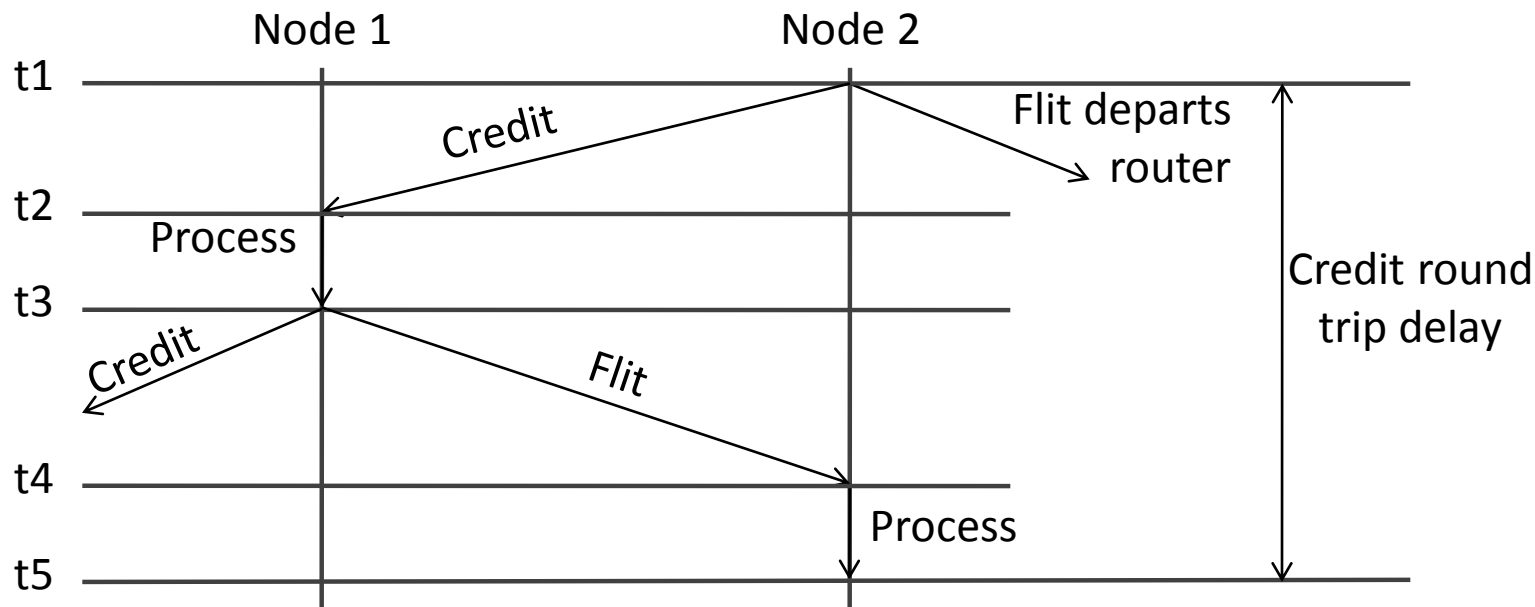 Node 1
Node 2
t1
Flit departs
router
Credit
t2
Process
t3
Credit round
trip delay
Credit
Flit
t4
Process
t5